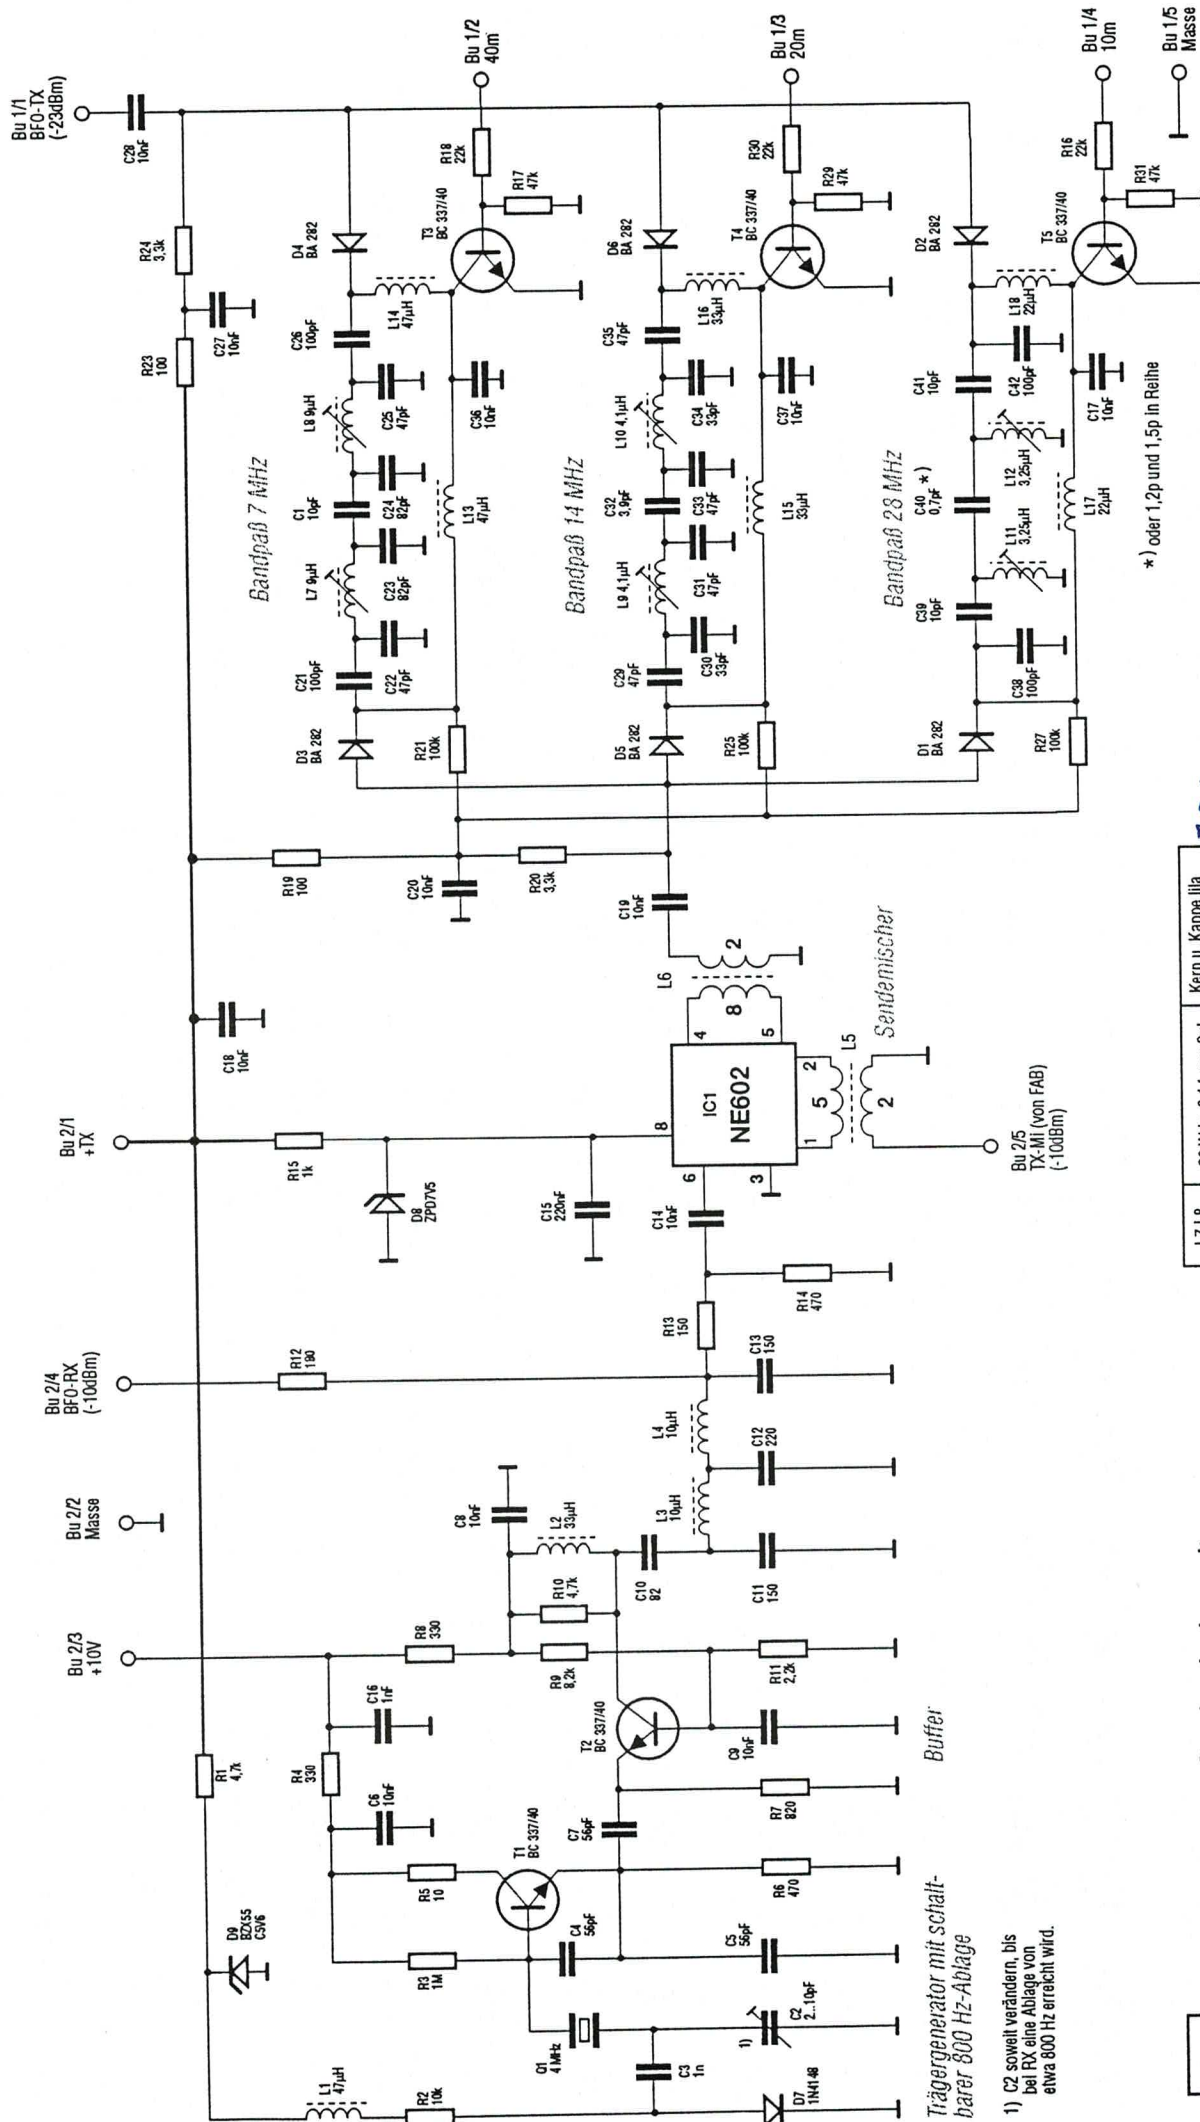 Bu 1/1
BFO-TX
(-23dBm)
C28
10nF
Bu 1/2
40m
Bu 1/3
20m
Bu 1/4
10m
Bu 1/5
Masse
R24
3,3k
C27
10nF
R23
100
D4
BA 282
C26
100pF
L14
47µH
T3
BC 337/40
R18
22k
R17
47k
L8 9µH
C25
47pF
C36
10nF
C1
10pF
C24
82pF
L13
47µH
Bandpaß 7 MHz
L7 9µH
C23
82pF
C22
47pF
C21
100pF
D3
BA 282
R21
100k
D6
BA 282
C35
47pF
L16
33µH
T4
BC 337/40
R30
22k
R29
47k
L10 4,1µH
C34
33pF
C37
10nF
C32
3,9pF
C33
47pF
L15
33µH
Bandpaß 14 MHz
L9 4,1µH
C31
47pF
C30
33pF
C29
47pF
D5
BA 282
R25
100k
D2
BA 282
L18
22µH
T5
BC 337/40
R16
22k
R31
47k
C41
10pF
C42
100pF
C17
10nF
L12
3,25µH
C40
0,7pF *)
L11
3,25µH
L17
22µH
Bandpaß 28 MHz
C39
10pF
C38
100pF
D1
BA 282
R27
100k
*) oder 1,2p und 1,5p in Reihe
R19
100
C20
10nF
R20
3,3k
C19
10nF
C18
10nF
L6
8
2
4
5
IC1
NE602
8
6
3
1
2
5
L5
2
Sendemischer
Bu 2/5
TX-Mi (von FAB)
(-10dBm)
Bu 2/1
+TX
R15
1k
D8
ZPD7V5
C15
220nF
C14
10nF
R14
470
R13
150
Bu 2/4
BFO-RX
(-10dBm)
R12
C13
150
L4
10µH
C12
220
L3
10µH
Bu 2/2
Masse
C8
10nF
L2
33µH
R10
4,7k
C10
82
C11
150
Bu 2/3
+10V
R8
330
R9
8,2k
R11
2,2k
C16
1nF
T2
BC 337/40
C9
10nF
Buffer
R1
4,7k
R4
330
C6
10nF
R7
820
C7
56pF
T1
BC 337/40
R5
10
R6
470
D9
BZX55
C5V6
R3
1M
C4
56pF
C5
56pF
Q1
4 MHz
C2
2...10pF
1)
C3
1n
L1
47µH
R2
10k
D7
1N4148
Trägergenerator mit schalt-
barer 800 Hz-Ablage
1) C2 soweit verändern, bis
bei RX eine Ablage von
etwa 800 Hz erreicht wird.
Kern u. Kappe lila